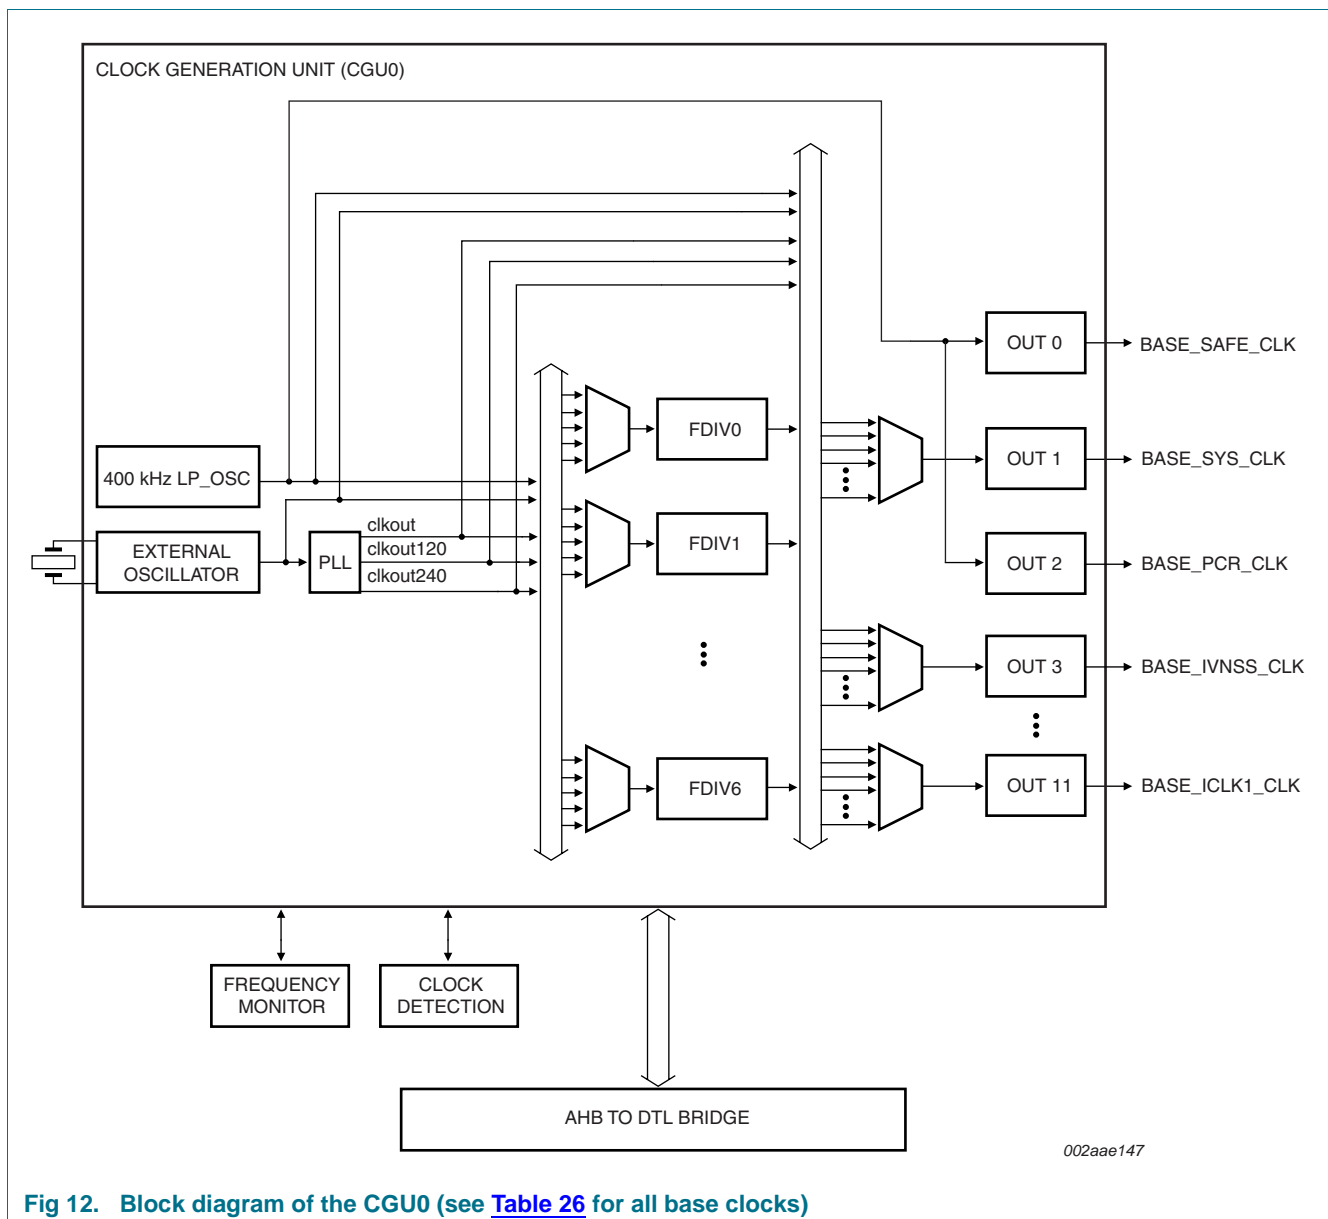 CLOCK GENERATION UNIT (CGU0)
OUT 0
BASE_SAFE_CLK
FDIV0
OUT 1
BASE_SYS_CLK
400 kHz LP_OSC
EXTERNAL
OSCILLATOR
PLL
clkout
clkout120
clkout240
FDIV1
OUT 2
BASE_PCR_CLK
OUT 3
BASE_IVNSS_CLK
FDIV6
OUT 11
BASE_ICLK1_CLK
FREQUENCY
MONITOR
CLOCK
DETECTION
AHB TO DTL BRIDGE
002aae147
Fig 12. Block diagram of the CGU0 (see Table 26 for all base clocks)